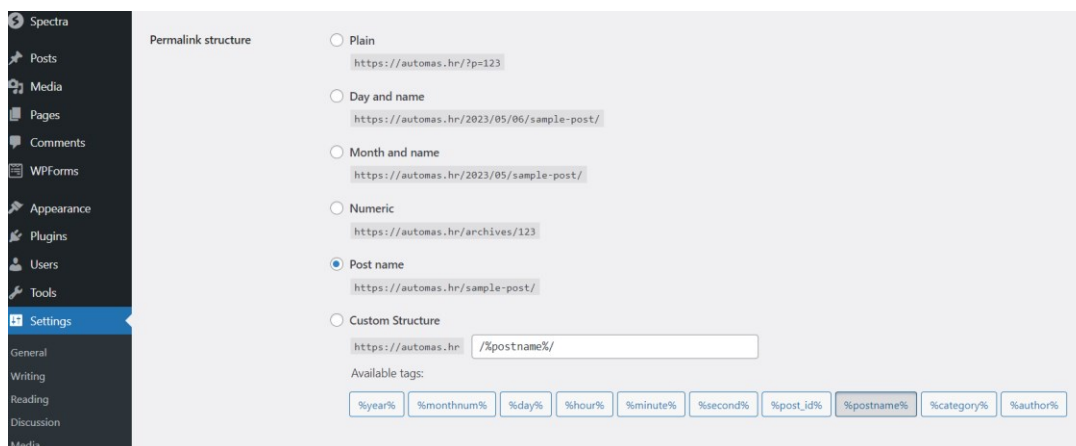 Spectra
Posts
Media
Pages
Comments
WPForms
Appearance
Plugins
Users
Tools
Settings
General
Writing
Reading
Discussion
Media
Permalink structure
Plain
https://automas.hr/?p=123
Day and name
https://automas.hr/2023/05/06/sample-post/
Month and name
https://automas.hr/2023/05/sample-post/
Numeric
https://automas.hr/archives/123
Post name
https://automas.hr/sample-post/
Custom Structure
https://automas.hr /%postname%/
Available tags:
%year% %monthnum% %day% %hour% %minute% %second% %post_id% %postname% %category% %author%